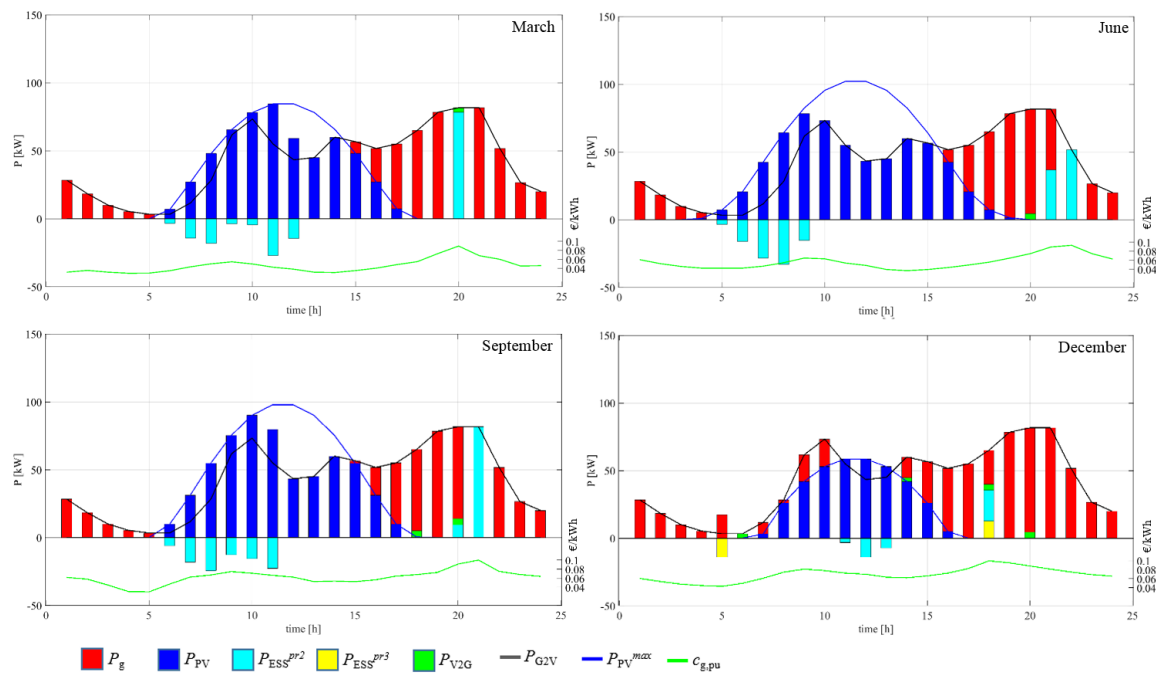 March
150
100
50
0
-50
P [kW]
0 5 10 15 20 25
time [h]
0.1
0.08
0.06
0.04
€/kWh
June
150
100
50
0
-50
P [kW]
0 5 10 15 20 25
time [h]
0.1
0.08
0.06
0.04
€/kWh
September
150
100
50
0
-50
P [kW]
0 5 10 15 20 25
time [h]
0.1
0.08
0.06
0.04
€/kWh
December
150
100
50
0
-50
P [kW]
0 5 10 15 20 25
time [h]
0.1
0.08
0.06
0.04
€/kWh
Pg PPV PESSpr2 PESSpr3 PV2G PG2V PPVmax cg,pu